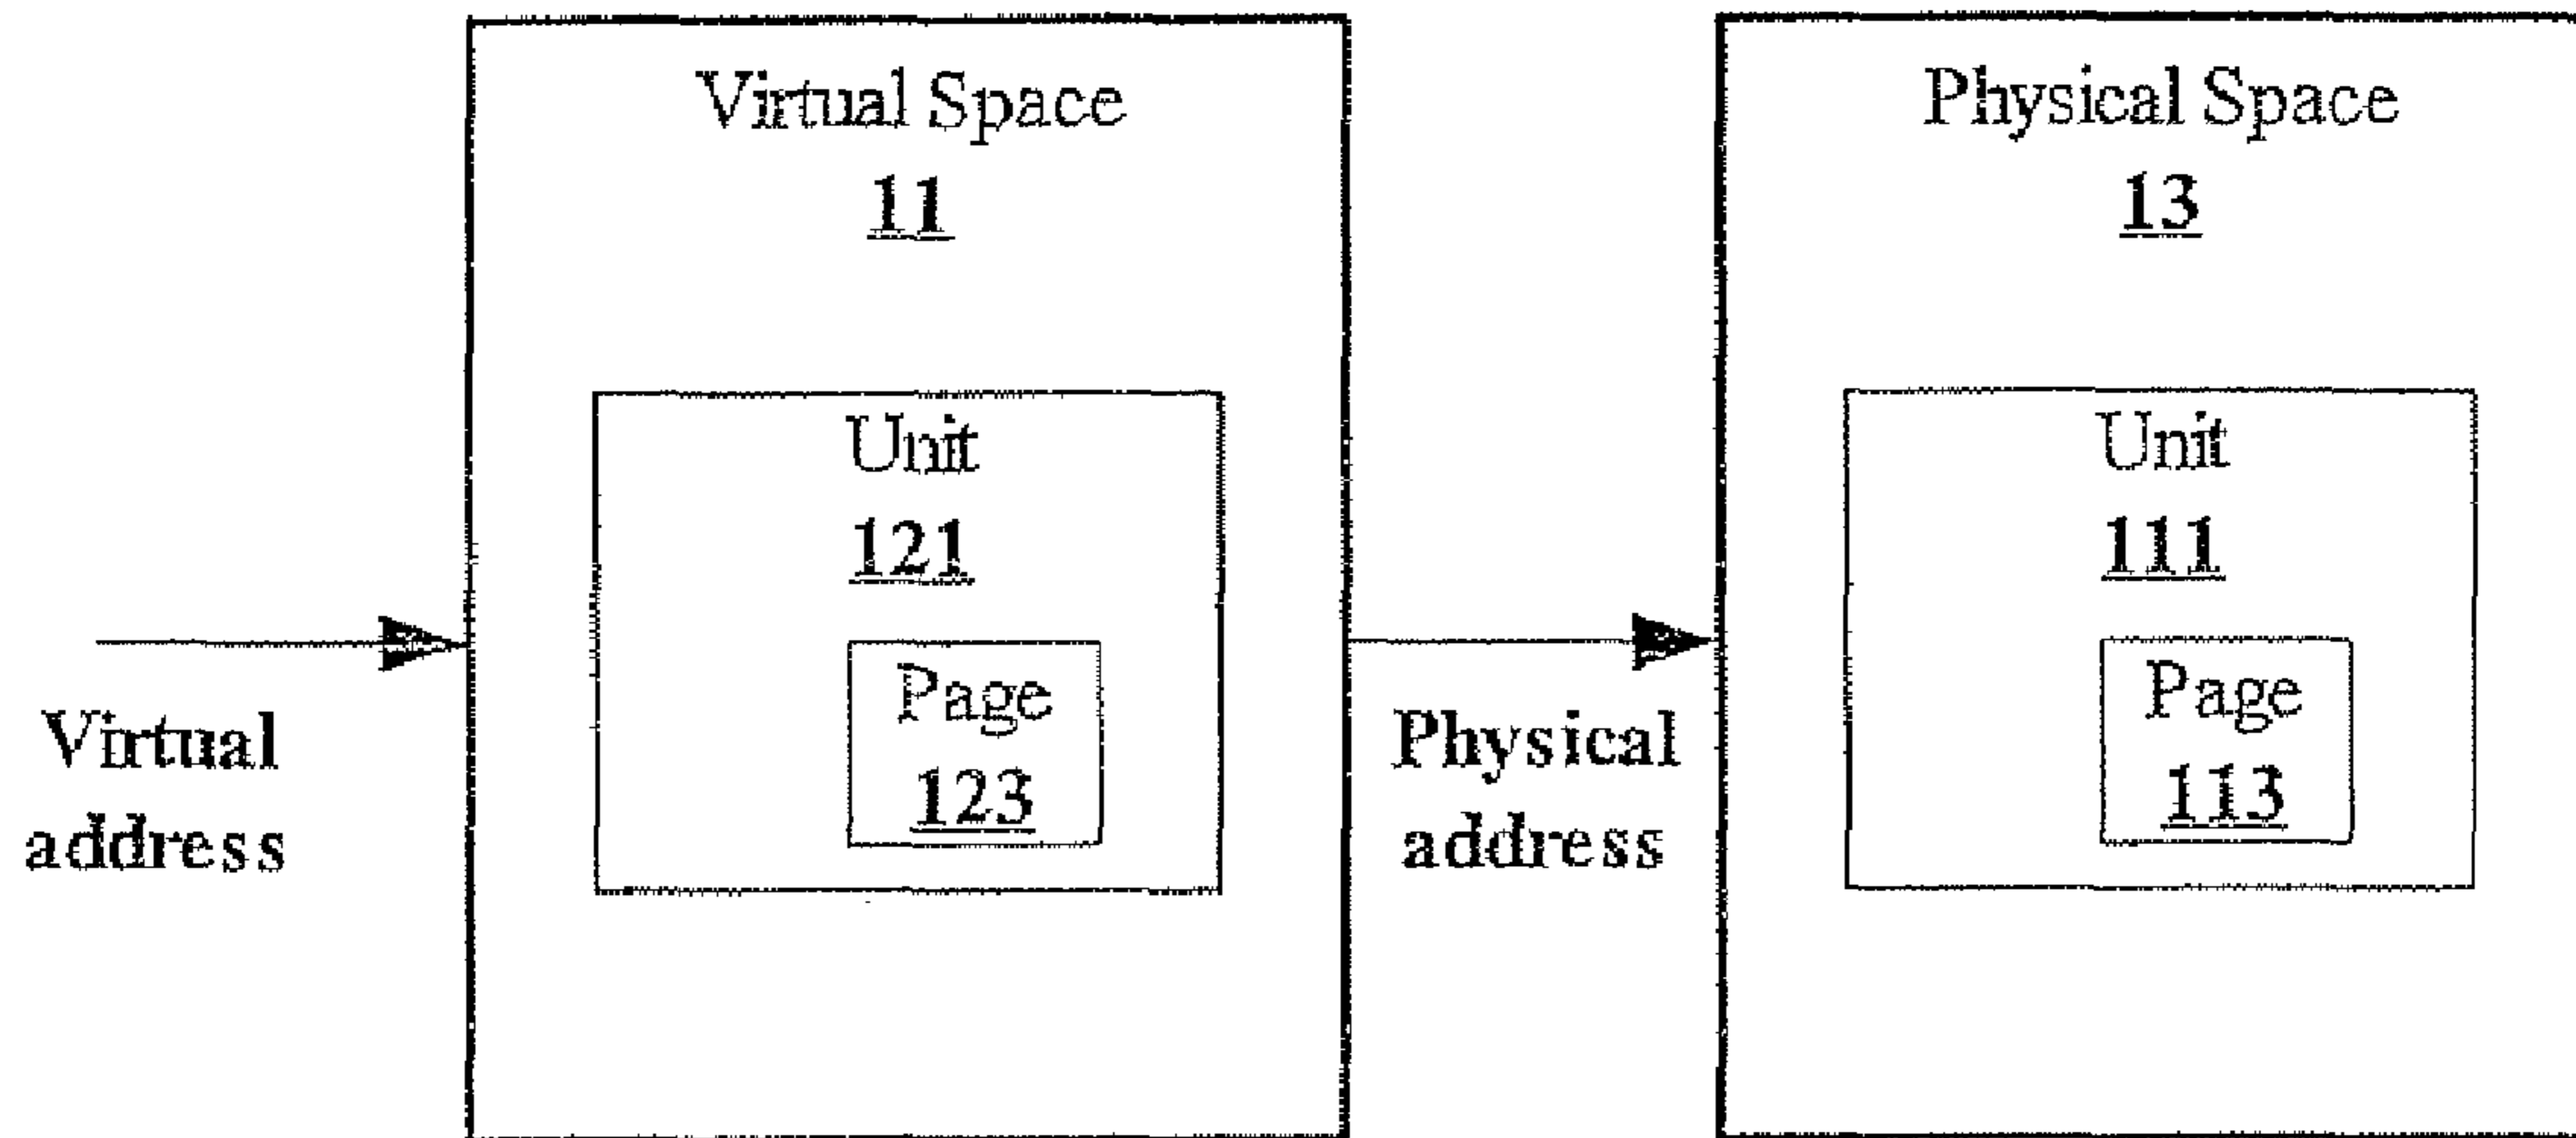 Virtual Space
11
Unit
121
Page
123
Virtual
address
Physical
address
Physical Space
13
Unit
111
Page
113